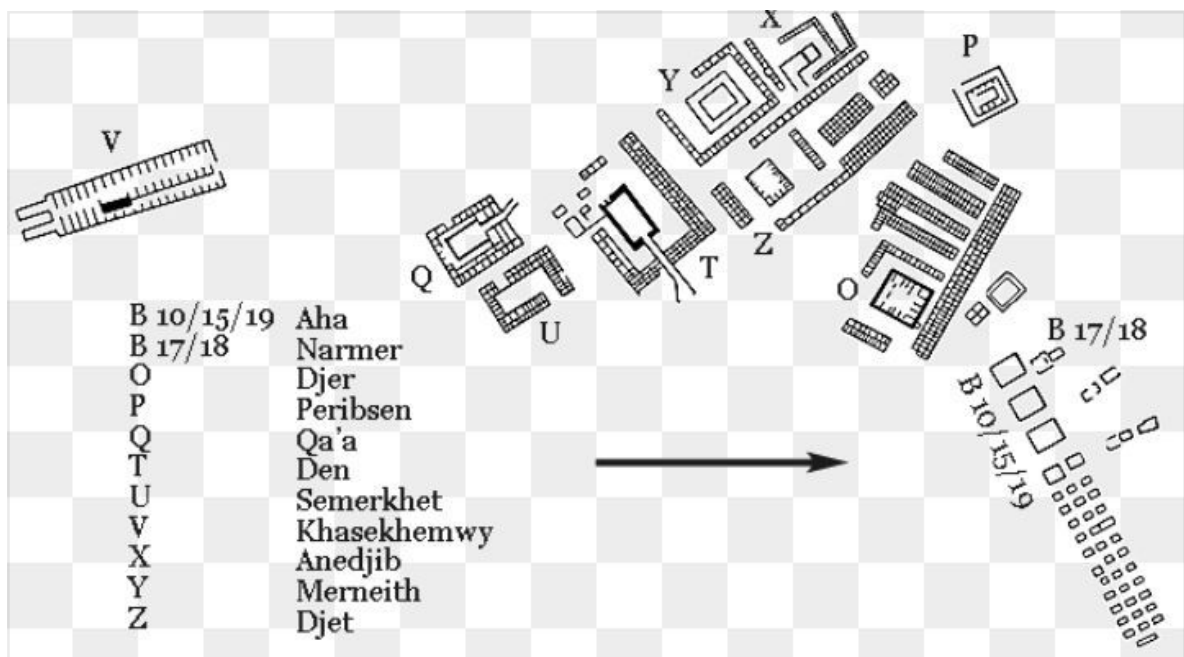 X
P
Y
V
Z
T
Q
O
U
B 17/18
B 10/15/19
B 10/15/19 Aha
B 17/18 Narmer
O Djer
P Peribsen
Q Qa'a
T Den
U Semerkhet
V Khasekhemwy
X Anedjib
Y Merneith
Z Djet